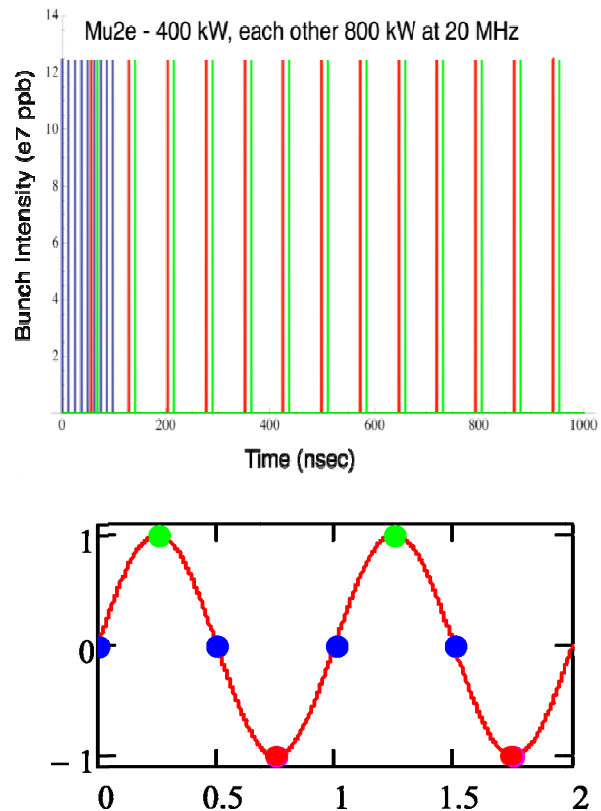 Mu2e - 400 kW, each other 800 kW at 20 MHz
14
12
10
8
6
4
2
Bunch Intensity (e7 ppb)
0 200 400 600 800 1000
Time (nsec)
1
0
−1
0 0.5 1 1.5 2